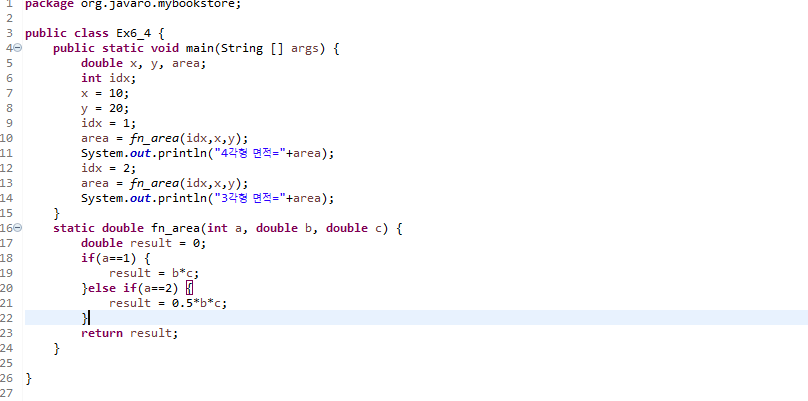 1 package org.javaro.mybookstore;
2
3 public class Ex6_4 {
4 public static void main(String [] args) {
5 double x, y, area;
6 int idx;
7 x = 10;
8 y = 20;
9 idx = 1;
10 area = fn_area(idx,x,y);
11 System.out.println("4각형 면적="+area);
12 idx = 2;
13 area = fn_area(idx,x,y);
14 System.out.println("3각형 면적="+area);
15 }
16 static double fn_area(int a, double b, double c) {
17 double result = 0;
18 if(a==1) {
19 result = b*c;
20 }else if(a==2) {
21 result = 0.5*b*c;
22 }
23 return result;
24 }
25
26 }
27